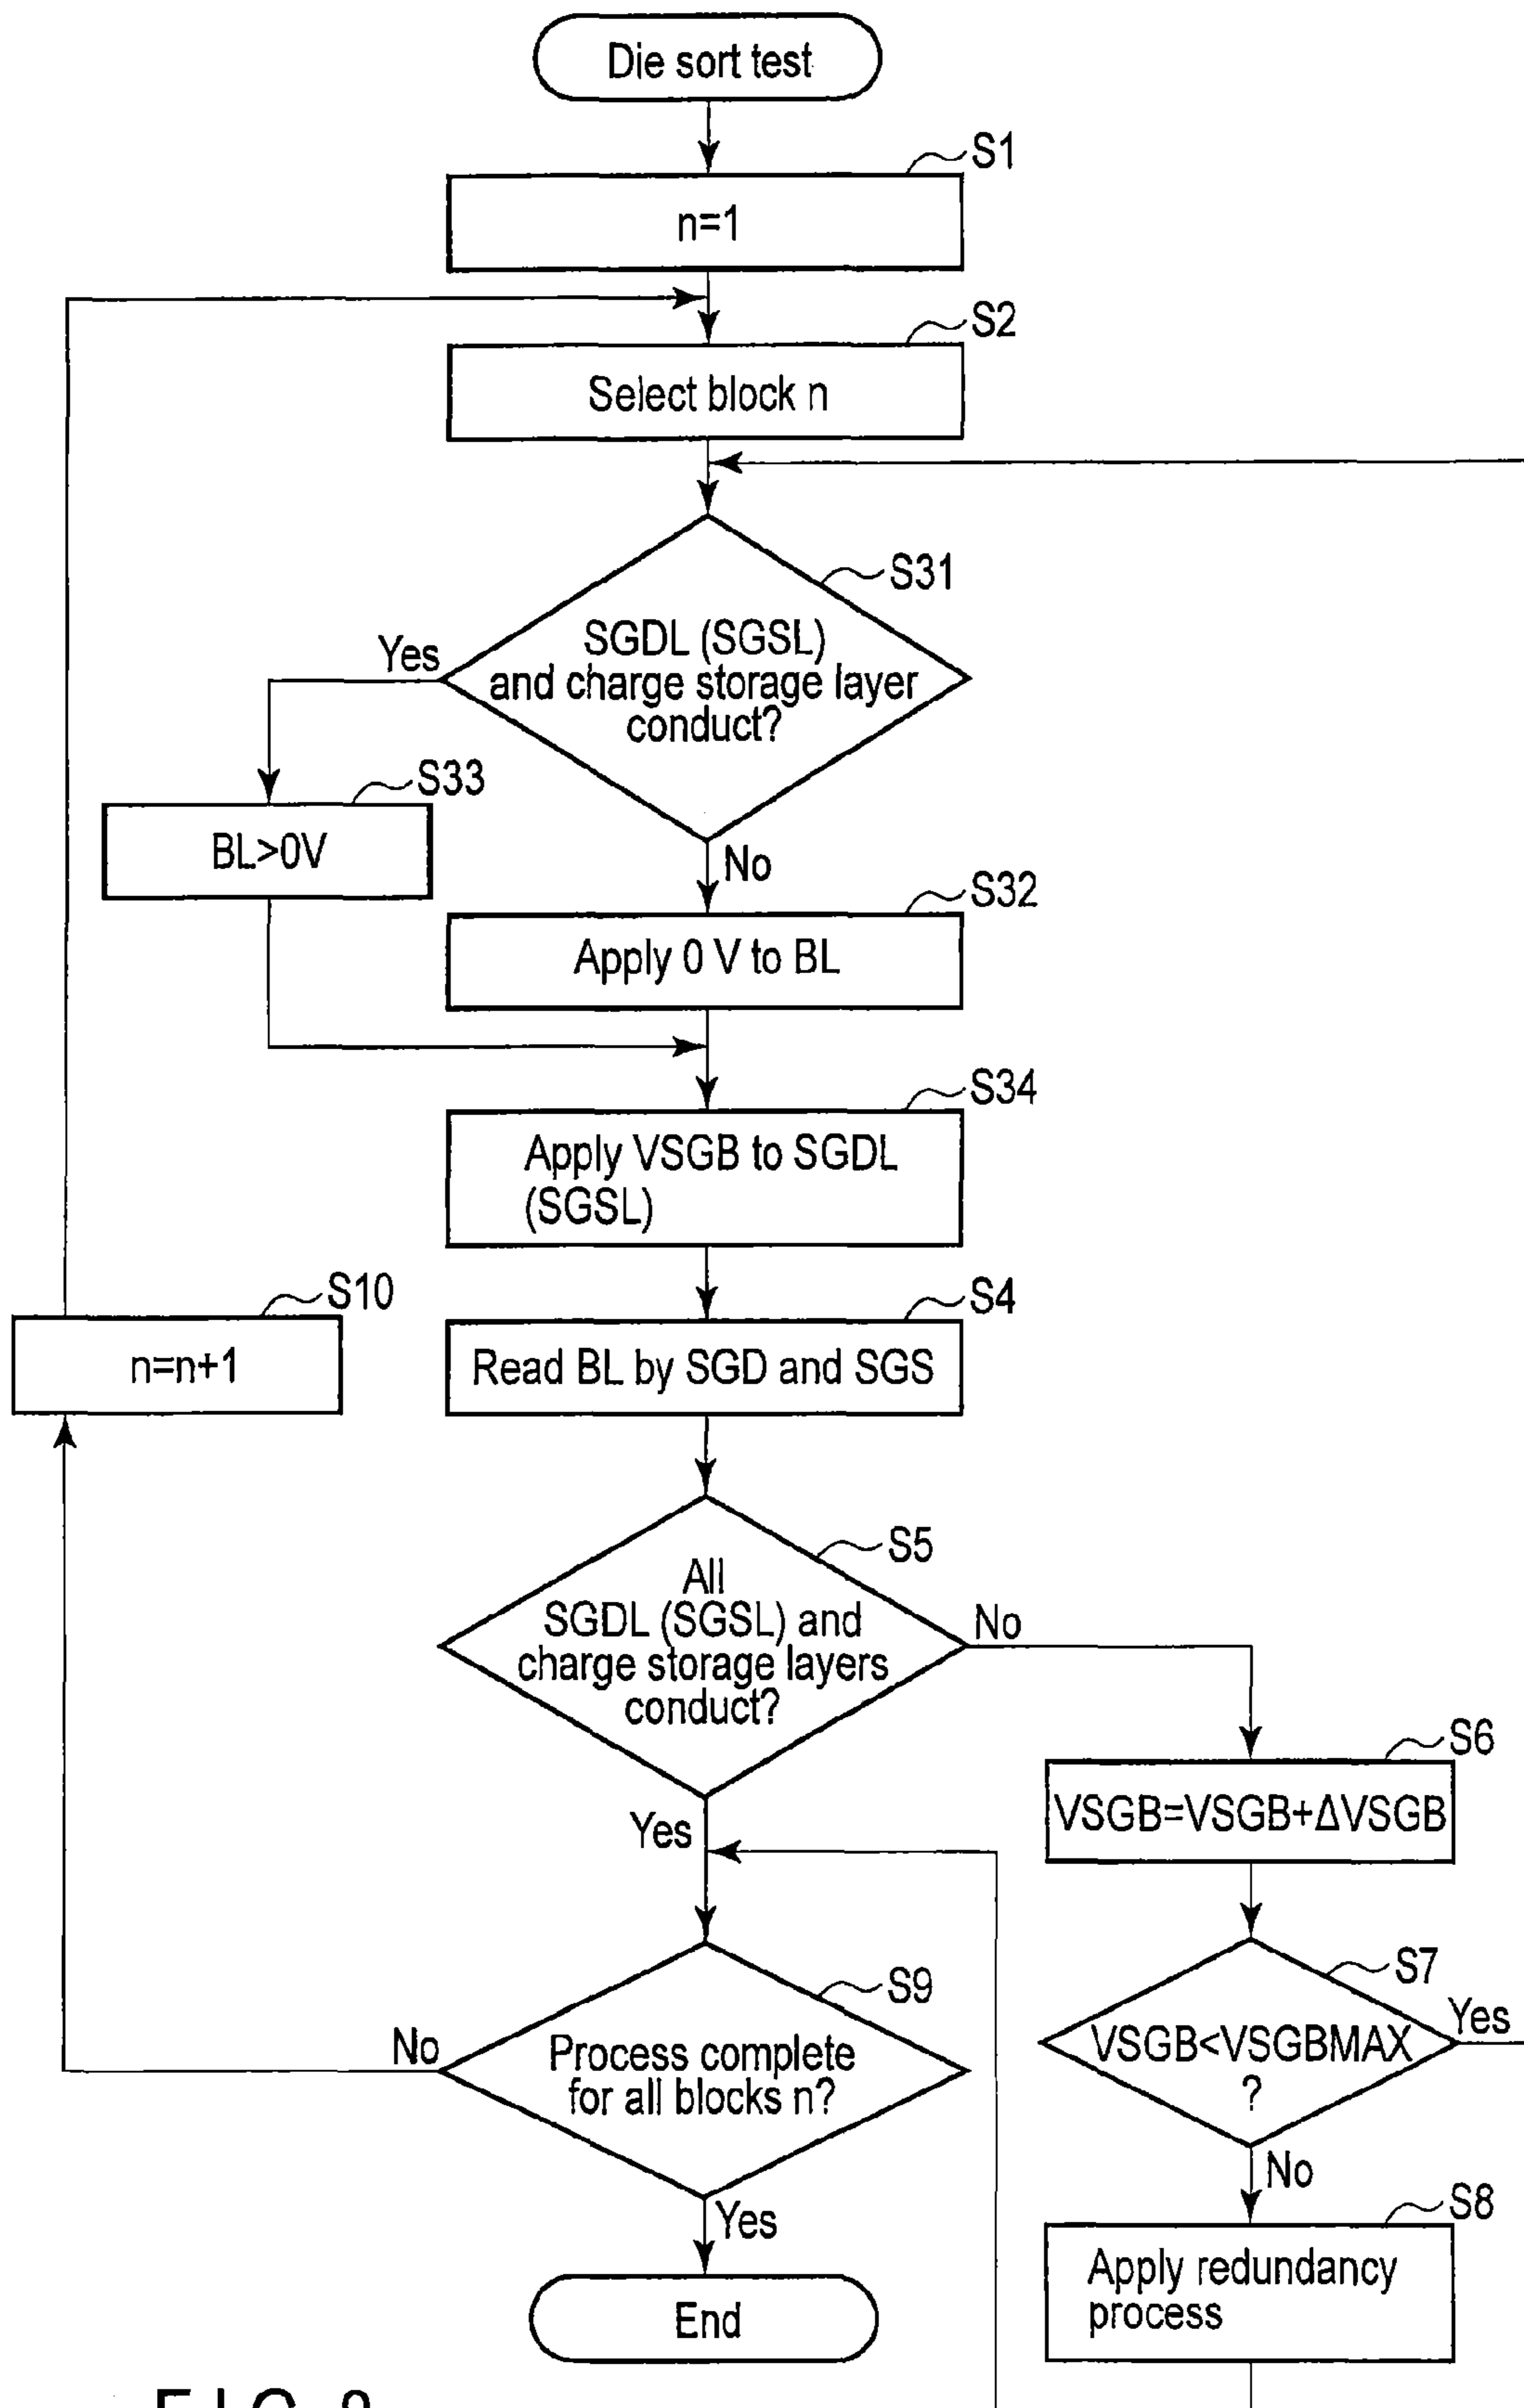 Die sort test
S1
n=1
S2
Select block n
S31
SGDL (SGSL)
and charge storage layer
conduct?
Yes
No
S33
BL>0V
S32
Apply 0 V to BL
S34
Apply VSGB to SGDL
(SGSL)
S10
n=n+1
S4
Read BL by SGD and SGS
S5
All
SGDL (SGSL) and
charge storage layers
conduct?
No
Yes
S6
VSGB=VSGB+ΔVSGB
S7
VSGB<VSGBMAX
?
Yes
No
S9
Process complete
for all blocks n?
No
Yes
S8
Apply redundancy
process
End
FIG.